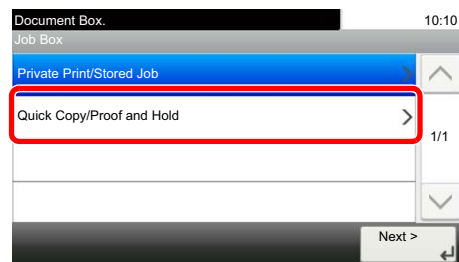 Document Box. 10:10
Job Box
Private Print/Stored Job
Quick Copy/Proof and Hold
1/1
Next >